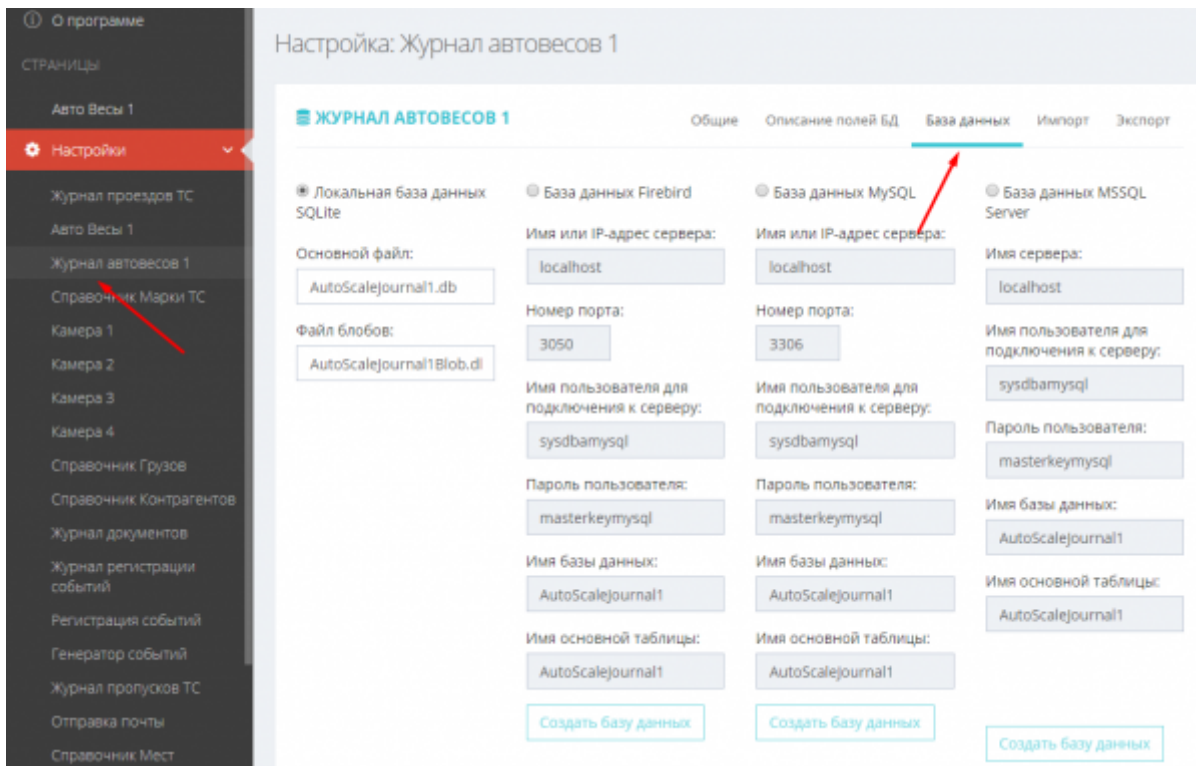 О программе
СТРАНИЦЫ
Авто Весы 1
Настройки
Журнал проездов ТС
Авто Весы 1
Журнал автовесов 1
Справочник Марки ТС
Камера 1
Камера 2
Камера 3
Камера 4
Справочник Грузов
Справочник Контрагентов
Журнал документов
Журнал регистрации
событий
Регистрация событий
Генератор событий
Журнал пропусков ТС
Отправка почты
Справочник Мест
Настройка: Журнал автовесов 1
ЖУРНАЛ АВТОВЕСОВ 1
Общие
Описание полей БД
База данных
Импорт
Экспорт
Локальная база данных
SQLite
Основной файл:
AutoScaleJournal1.db
Файл блобов:
AutoScaleJournal1Blob.dl
База данных Firebird
Имя или IP-адрес сервера:
localhost
Номер порта:
3050
Имя пользователя для
подключения к серверу:
sysdbamysql
Пароль пользователя:
masterkeymysql
Имя базы данных:
AutoScaleJournal1
Имя основной таблицы:
AutoScaleJournal1
Создать базу данных
База данных MySQL
Имя или IP-адрес сервера:
localhost
Номер порта:
3306
Имя пользователя для
подключения к серверу:
sysdbamysql
Пароль пользователя:
masterkeymysql
Имя базы данных:
AutoScaleJournal1
Имя основной таблицы:
AutoScaleJournal1
Создать базу данных
База данных MSSQL
Server
Имя сервера:
localhost
Имя пользователя для
подключения к серверу:
sysdbamysql
Пароль пользователя:
masterkeymysql
Имя базы данных:
AutoScaleJournal1
Имя основной таблицы:
AutoScaleJournal1
Создать базу данных